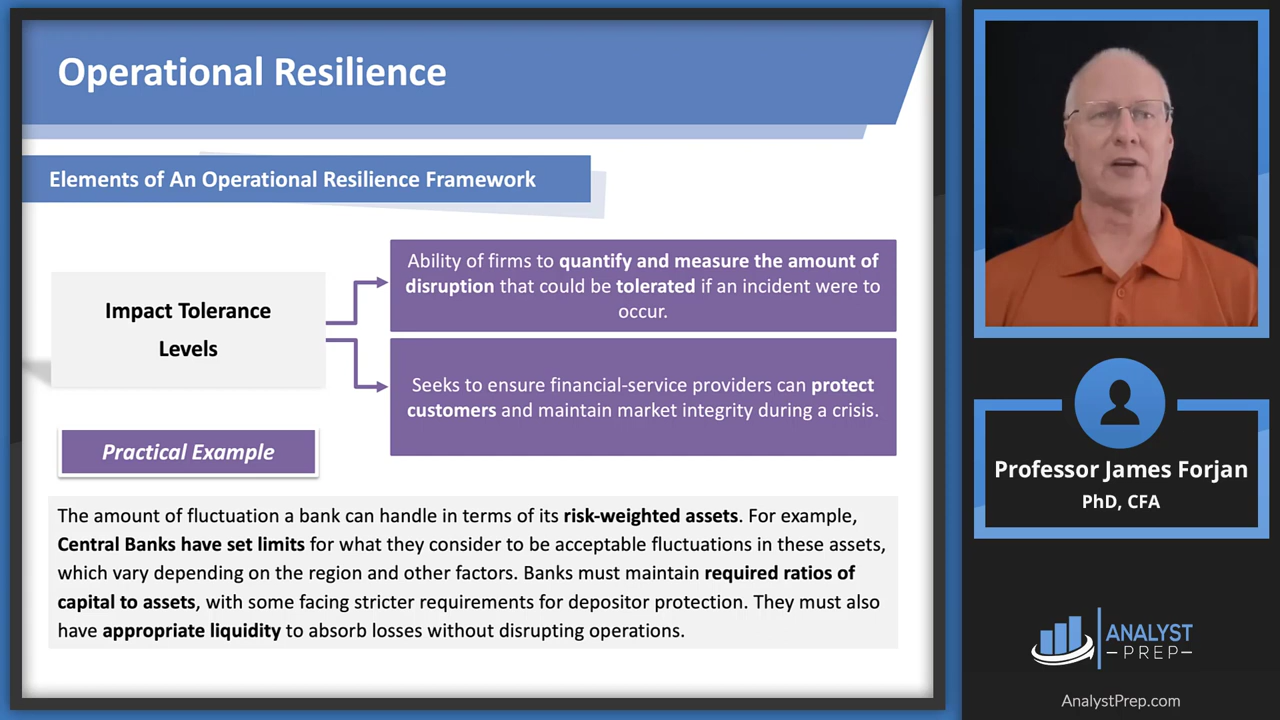 Operational Resilience
Elements of An Operational Resilience Framework
Impact Tolerance
Levels
Ability of firms to quantify and measure the amount of
disruption that could be tolerated if an incident were to
occur.
Seeks to ensure financial-service providers can protect
customers and maintain market integrity during a crisis.
Practical Example
The amount of fluctuation a bank can handle in terms of its risk-weighted assets. For example,
Central Banks have set limits for what they consider to be acceptable fluctuations in these assets,
which vary depending on the region and other factors. Banks must maintain required ratios of
capital to assets, with some facing stricter requirements for depositor protection. They must also
have appropriate liquidity to absorb losses without disrupting operations.
Professor James Forjan
PhD, CFA
ANALYST
PREP
AnalystPrep.com